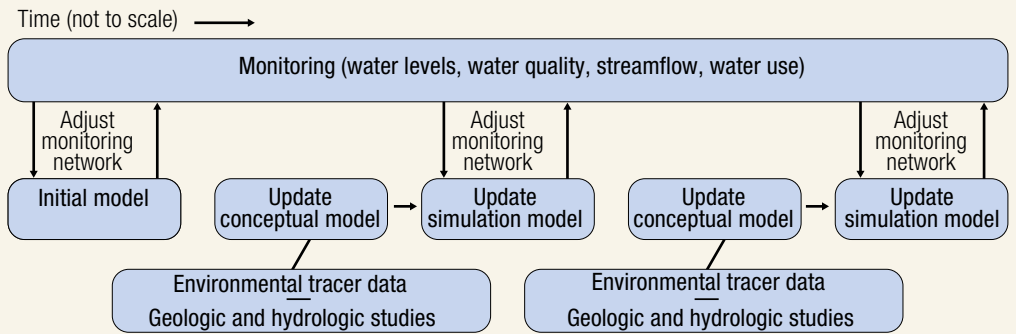 Time (not to scale)
Monitoring (water levels, water quality, streamflow, water use)
Adjust
monitoring
network
Adjust
monitoring
network
Adjust
monitoring
network
Initial model
Update
conceptual model
Update
simulation model
Update
conceptual model
Update
simulation model
Environmental tracer data
Geologic and hydrologic studies
Environmental tracer data
Geologic and hydrologic studies